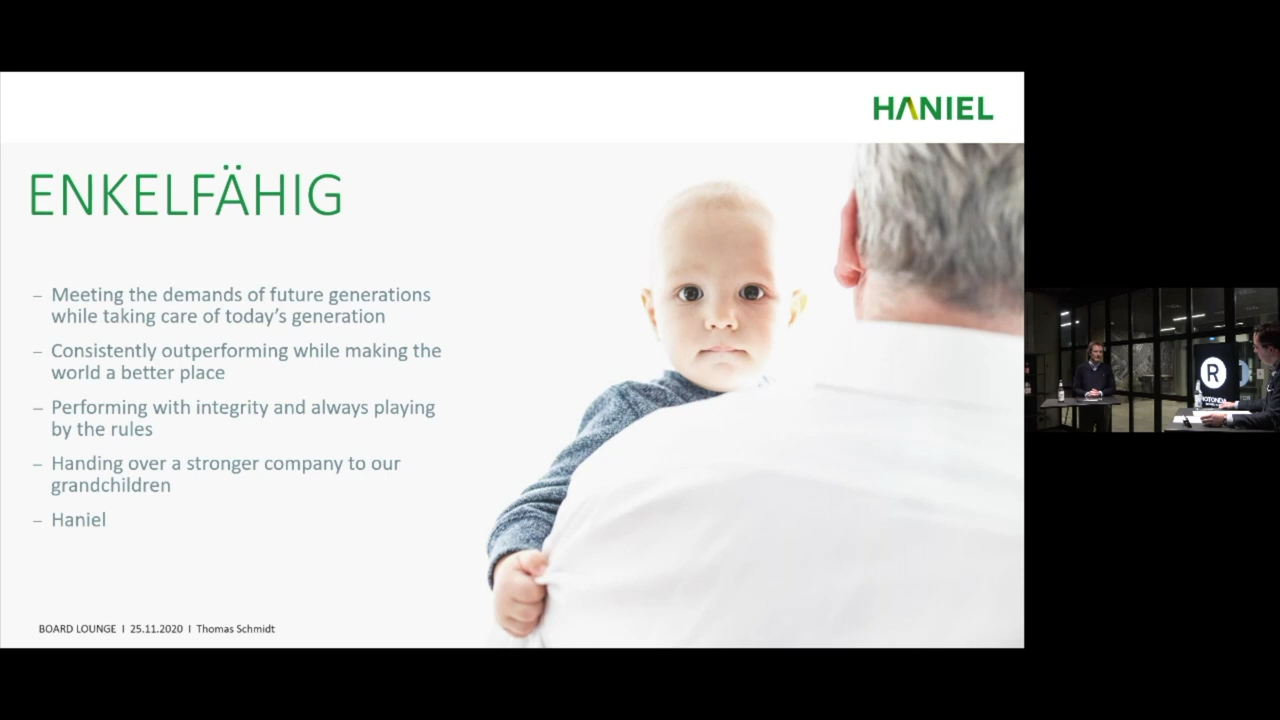 HANIEL
ENKELFÄHIG
– Meeting the demands of future generations
while taking care of today’s generation
– Consistently outperforming while making the
world a better place
– Performing with integrity and always playing
by the rules
– Handing over a stronger company to our
grandchildren
– Haniel
BOARD LOUNGE I 25.11.2020 I Thomas Schmidt
R
ROTONDA